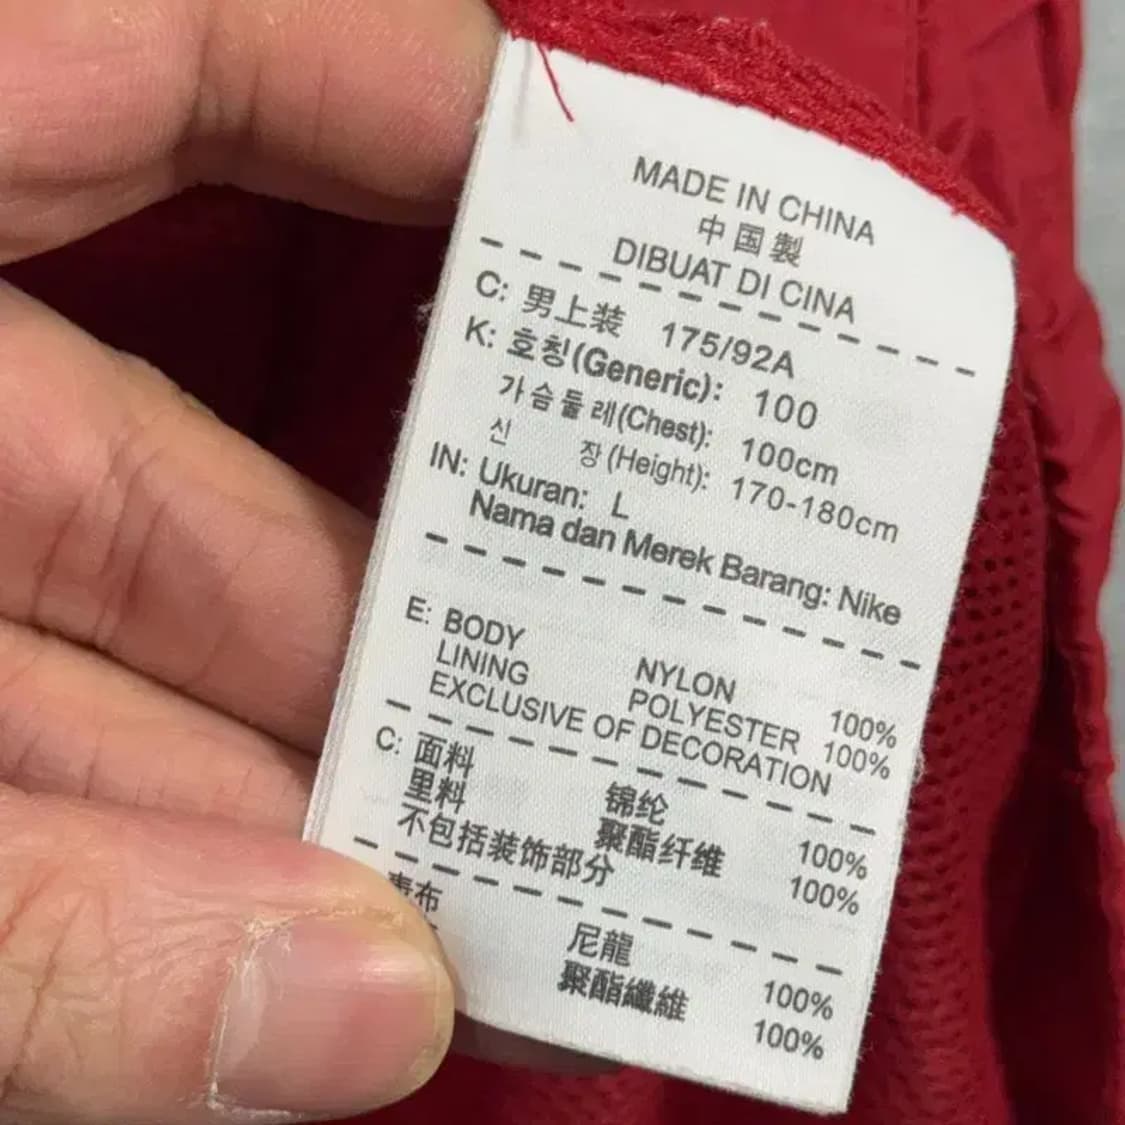 MADE IN CHINA
中国製
DIBUAT DI CINA
C: 男上装 175/92A
K: 호칭(Generic): 100
가슴둘레(Chest): 100cm
신 장(Height): 170-180cm
IN: Ukuran: L
Nama dan Merek Barang: Nike
E: BODY NYLON 100%
LINING POLYESTER 100%
EXCLUSIVE OF DECORATION
C: 面料 锦纶 100%
里料 聚酯纤维 100%
不包括装饰部分
表布 尼龍 100%
聚酯纖維 100%